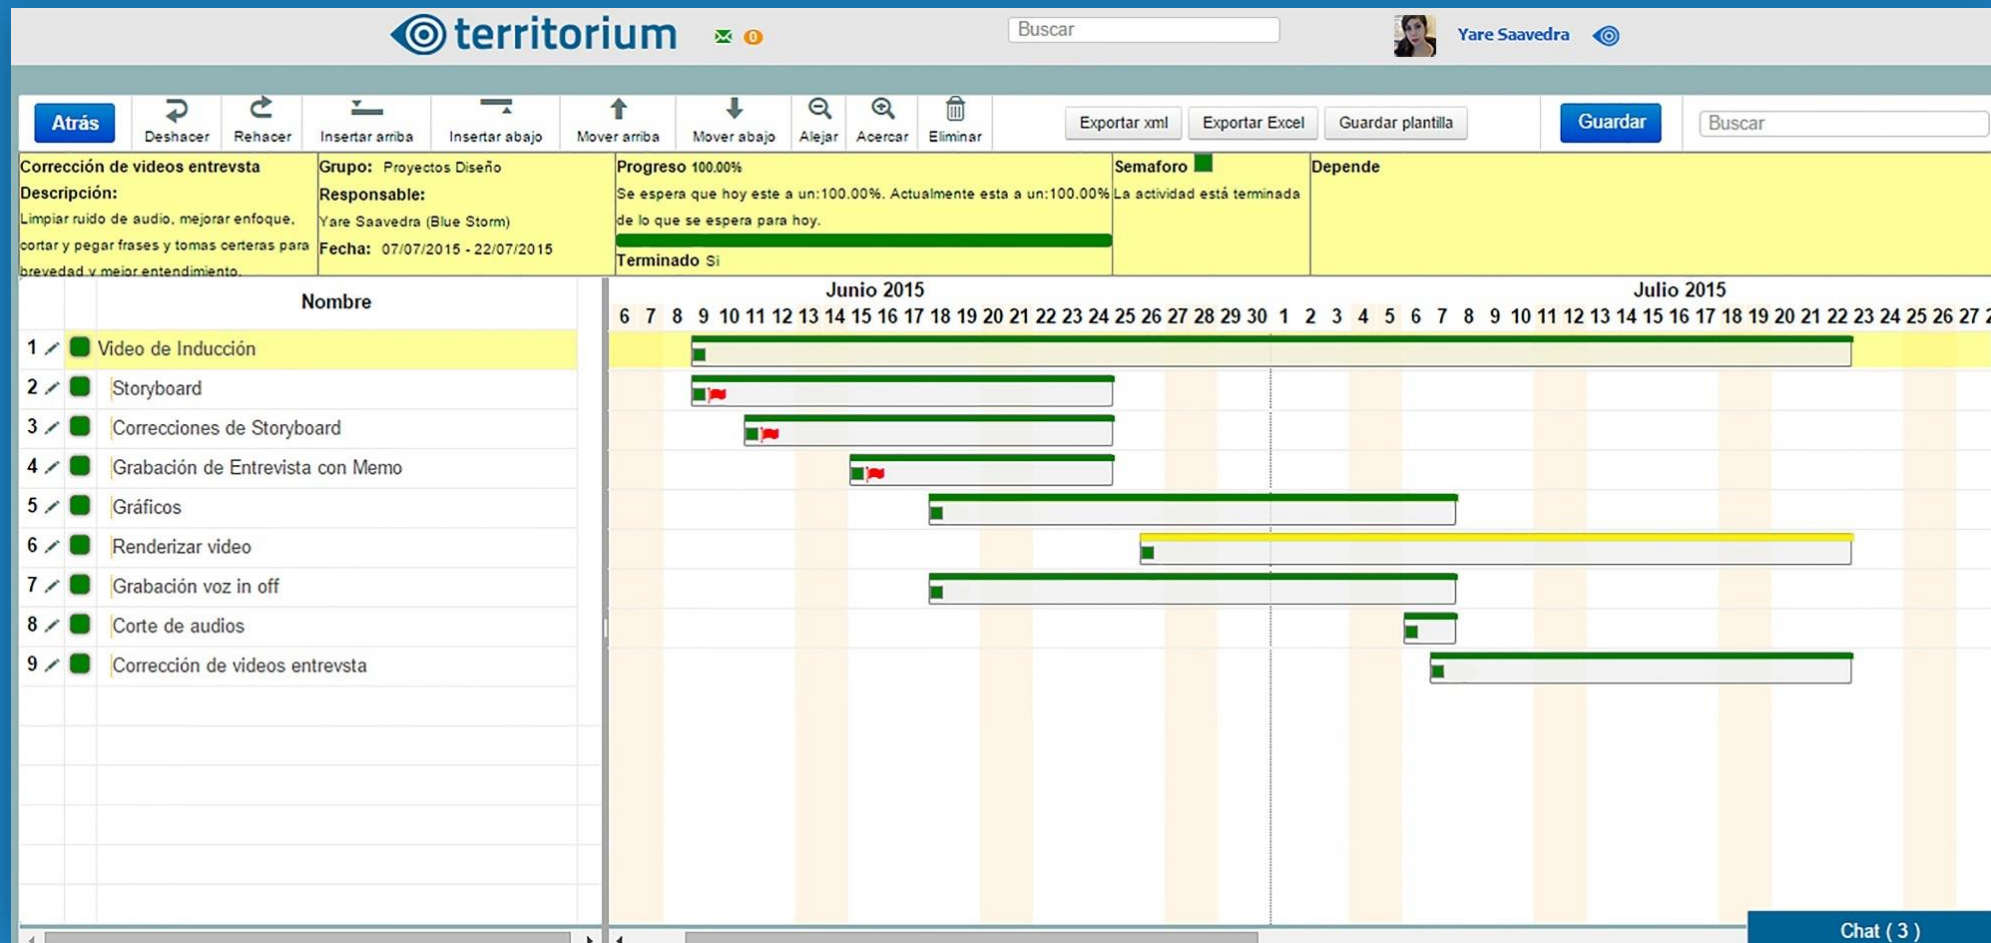 territorium
0
Buscar
Yare Saavedra
Atrás
Deshacer
Rehacer
Insertar arriba
Insertar abajo
Mover arriba
Mover abajo
Alejar
Acercar
Eliminar
Exportar xml
Exportar Excel
Guardar plantilla
Guardar
Buscar
Corrección de videos entrevsta
Descripción:
Limpiar ruido de audio, mejorar enfoque,
cortar y pegar frases y tomas certeras para
brevedad y mejor entendimiento.
Grupo: Proyectos Diseño
Responsable:
Yare Saavedra (Blue Storm)
Fecha: 07/07/2015 - 22/07/2015
Progreso 100.00%
Se espera que hoy este a un:100.00%. Actualmente esta a un:100.00%
de lo que se espera para hoy.
Terminado Si
Semaforo
La actividad está terminada
Depende
Nombre
Junio 2015
Julio 2015
6 7 8 9 10 11 12 13 14 15 16 17 18 19 20 21 22 23 24 25 26 27 28 29 30 1 2 3 4 5 6 7 8 9 10 11 12 13 14 15 16 17 18 19 20 21 22 23 24 25 26 27
1 Video de Inducción
2 Storyboard
3 Correcciones de Storyboard
4 Grabación de Entrevista con Memo
5 Gráficos
6 Renderizar video
7 Grabación voz in off
8 Corte de audios
9 Corrección de videos entrevsta
Chat ( 3 )